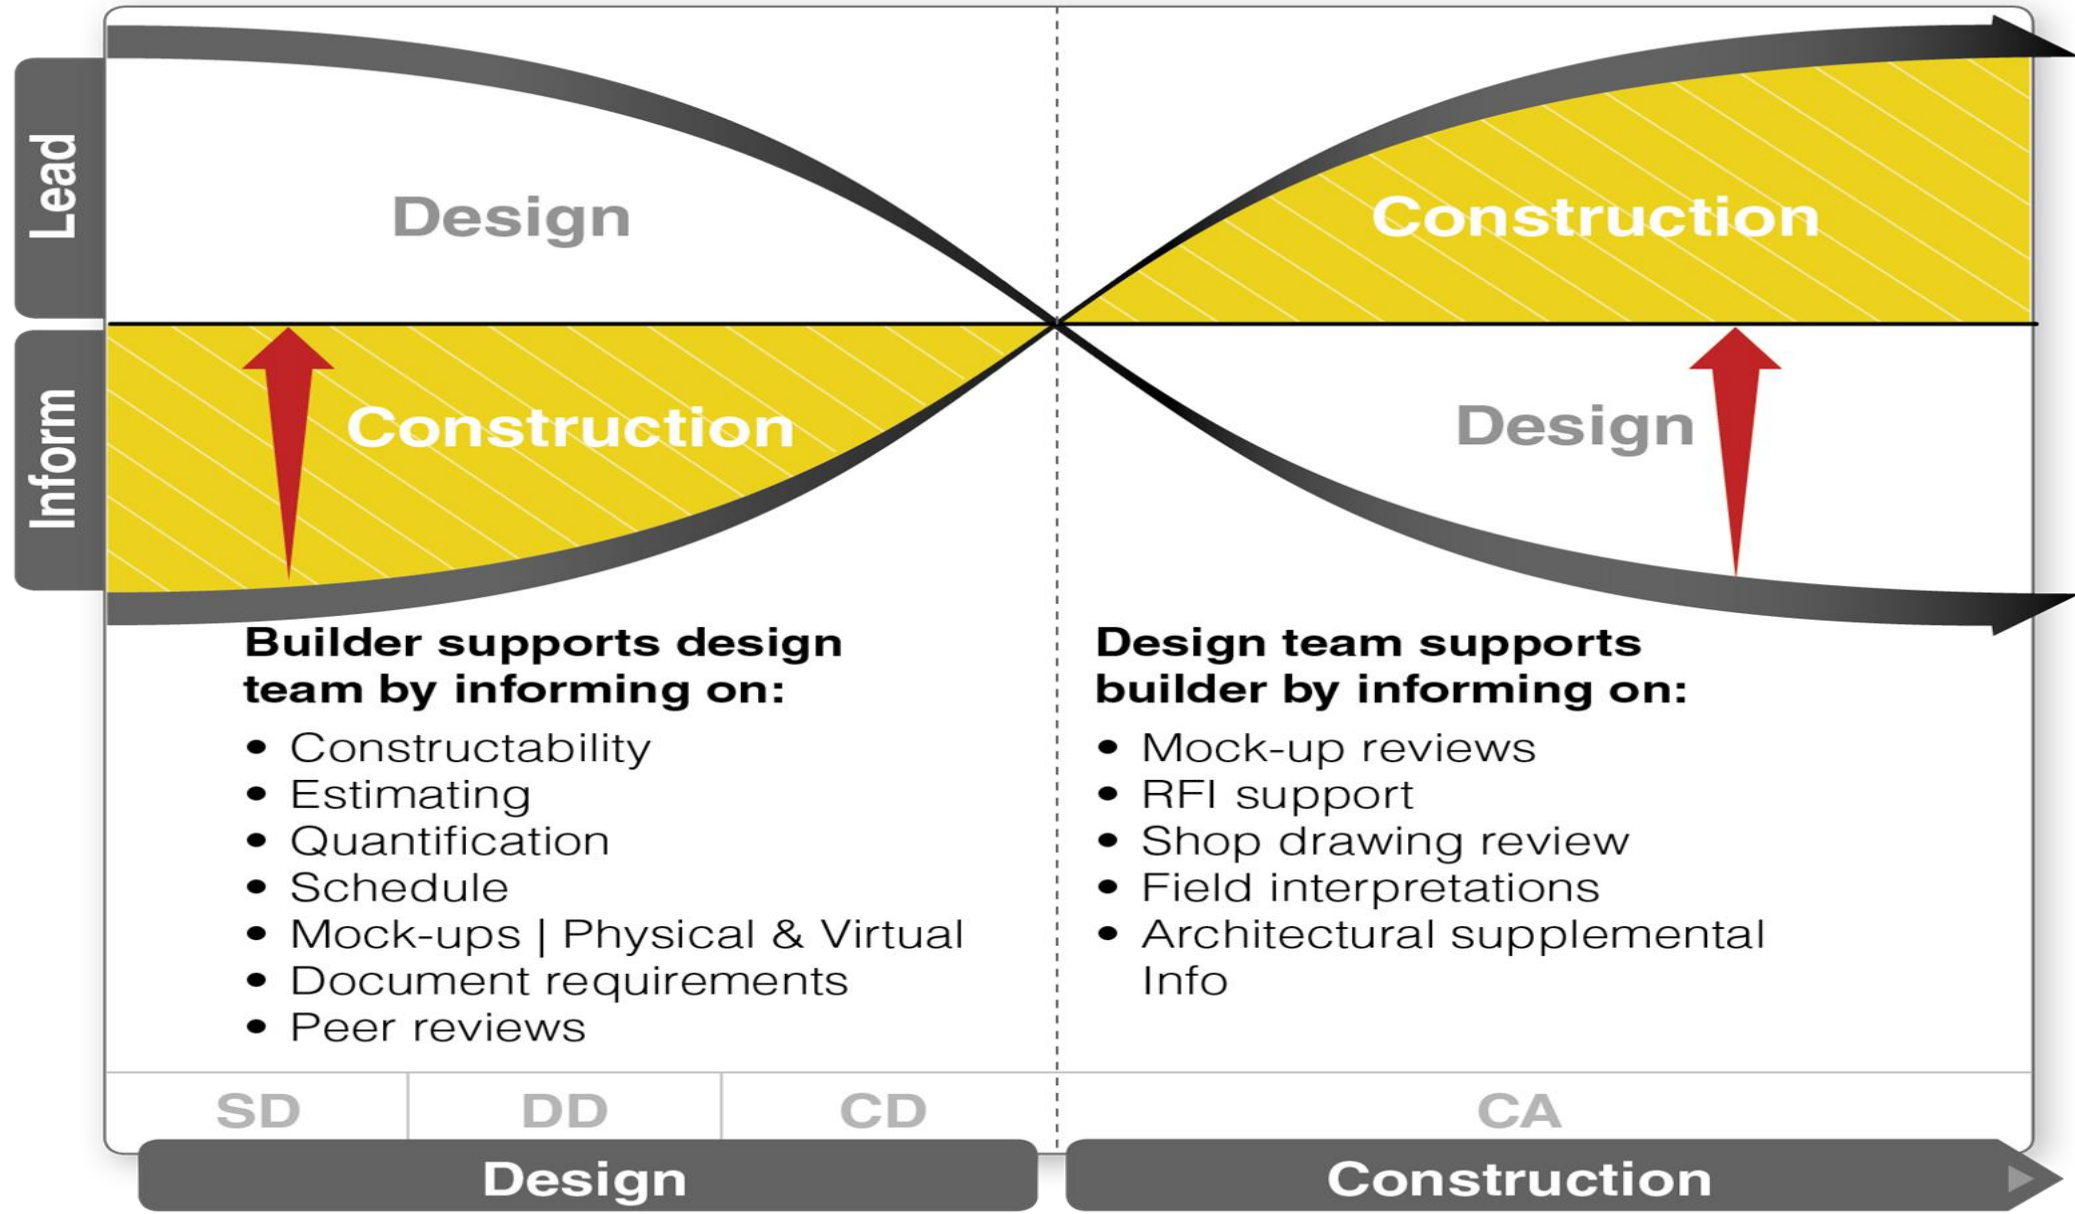 Lead
Design
Construction
Inform
Construction
Design
Builder supports design
team by informing on:
• Constructability
• Estimating
• Quantification
• Schedule
• Mock-ups | Physical & Virtual
• Document requirements
• Peer reviews
Design team supports
builder by informing on:
• Mock-up reviews
• RFI support
• Shop drawing review
• Field interpretations
• Architectural supplemental
Info
SD
DD
CD
CA
Design
Construction